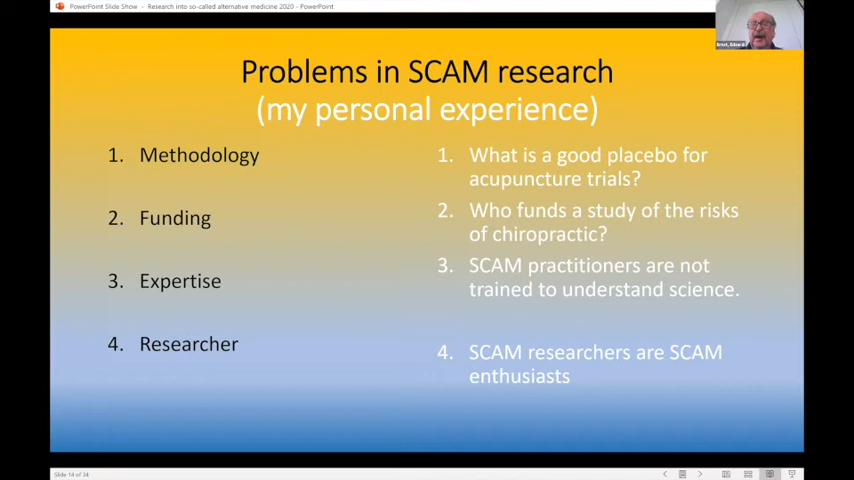 PowerPoint Slide Show - Research into so-called alternative medicine 2020 - PowerPoint
Ernst, Edzard
Problems in SCAM research
(my personal experience)
1. Methodology
2. Funding
3. Expertise
4. Researcher
1. What is a good placebo for
acupuncture trials?
2. Who funds a study of the risks
of chiropractic?
3. SCAM practitioners are not
trained to understand science.
4. SCAM researchers are SCAM
enthusiasts
Slide 14 of 34